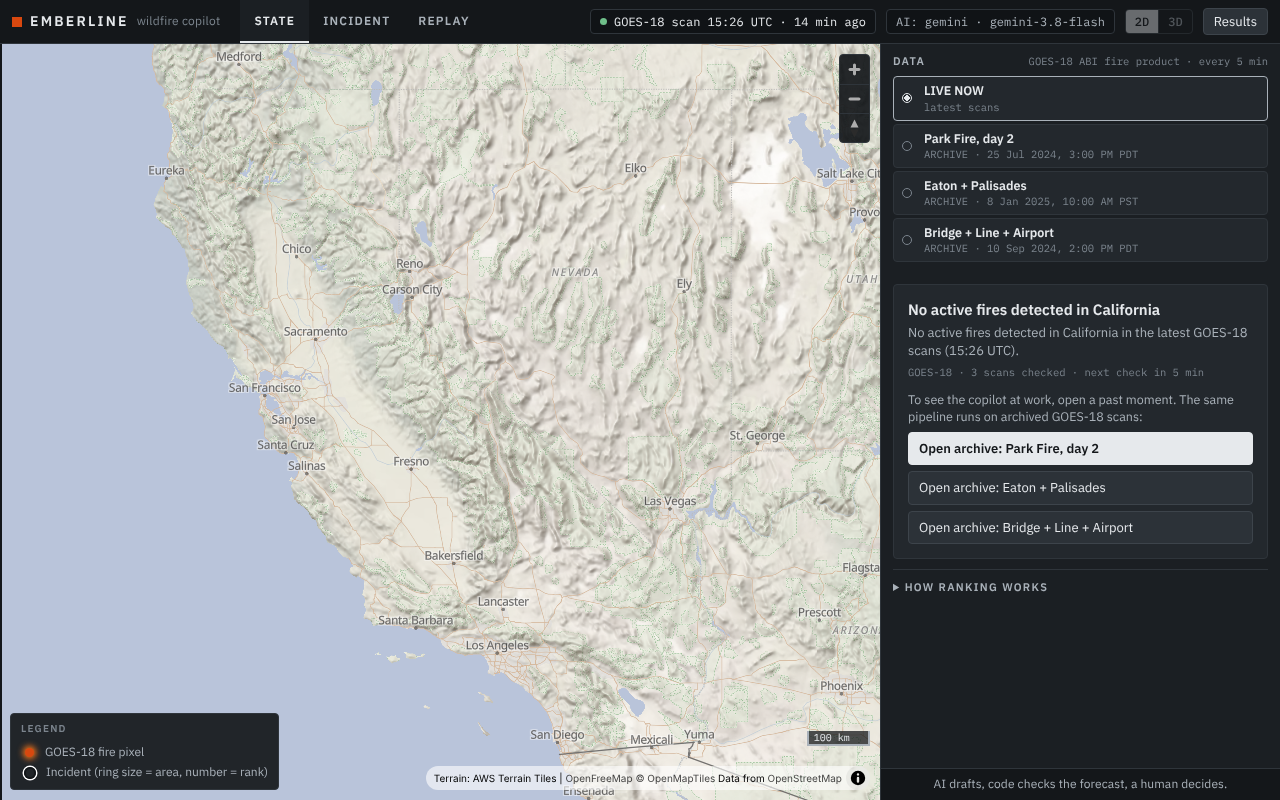 EMBERLINE wildfire copilot STATE INCIDENT REPLAY GOES-18 scan 15:26 UTC · 14 min ago AI: gemini · gemini-3.8-flash 2D 3D Results
DATA GOES-18 ABI fire product · every 5 min
LIVE NOW
latest scans
Park Fire, day 2
ARCHIVE · 25 Jul 2024, 3:00 PM PDT
Eaton + Palisades
ARCHIVE · 8 Jan 2025, 10:00 AM PST
Bridge + Line + Airport
ARCHIVE · 10 Sep 2024, 2:00 PM PDT
No active fires detected in California
No active fires detected in California in the latest GOES-18
scans (15:26 UTC).
GOES-18 · 3 scans checked · next check in 5 min
To see the copilot at work, open a past moment. The same
pipeline runs on archived GOES-18 scans:
Open archive: Park Fire, day 2
Open archive: Eaton + Palisades
Open archive: Bridge + Line + Airport
HOW RANKING WORKS
AI drafts, code checks the forecast, a human decides.
Medford
Eureka
Elko
Salt Lake Cit
Provo
Chico
Reno
NEVADA
Ely
UTAH
Carson City
Sacramento
San Francisco
San Jose
Santa Cruz
St. George
Salinas
Fresno
Las Vegas
Bakersfield
Flagsta
Lancaster
Prescott
Santa Barbara
ARIZON
Los Angeles
Phoenix
San Diego
Mexicali
Yuma
Ensenada
100 km
LEGEND
GOES-18 fire pixel
Incident (ring size = area, number = rank)
Terrain: AWS Terrain Tiles | OpenFreeMap © OpenMapTiles Data from OpenStreetMap